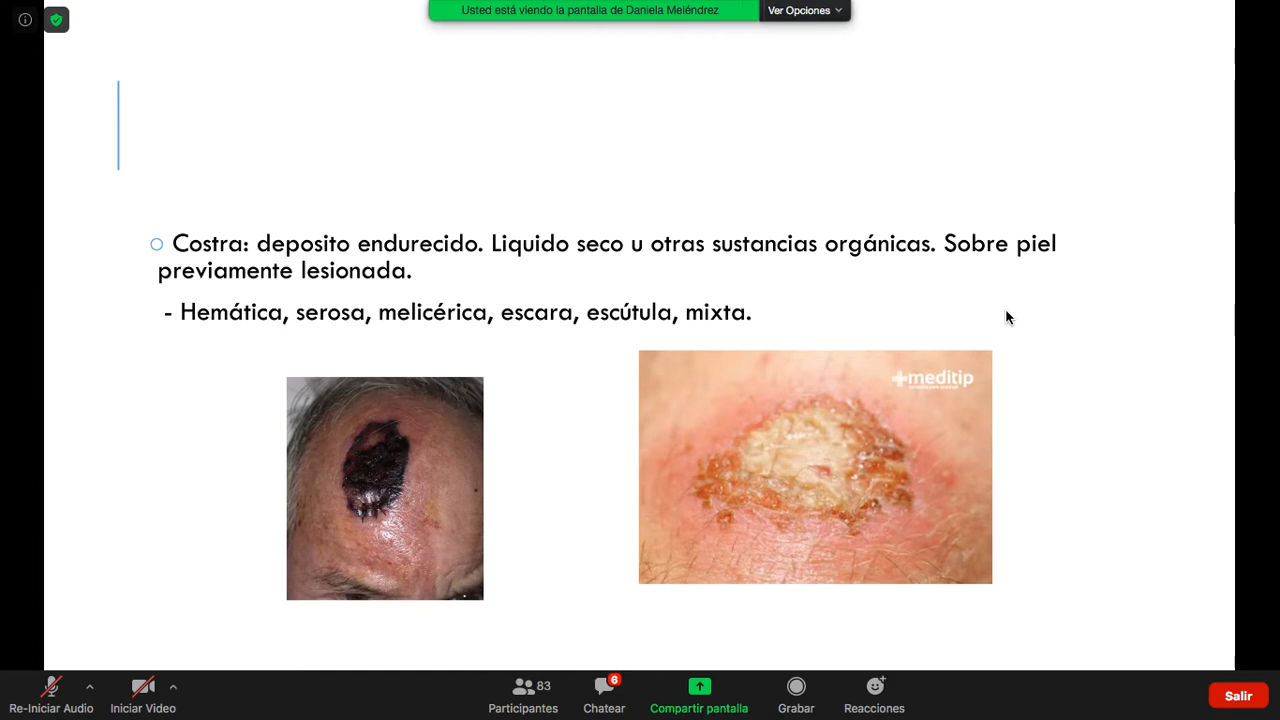 Usted está viendo la pantalla de Daniela Meléndrez Ver Opciones
Costra: deposito endurecido. Liquido seco u otras sustancias orgánicas. Sobre piel
previamente lesionada.
- Hemática, serosa, melicérica, escara, escútula, mixta.
+meditip
83
6
Re-Iniciar Audio Iniciar Video Participantes Chatear Compartir pantalla Grabar Reacciones Salir